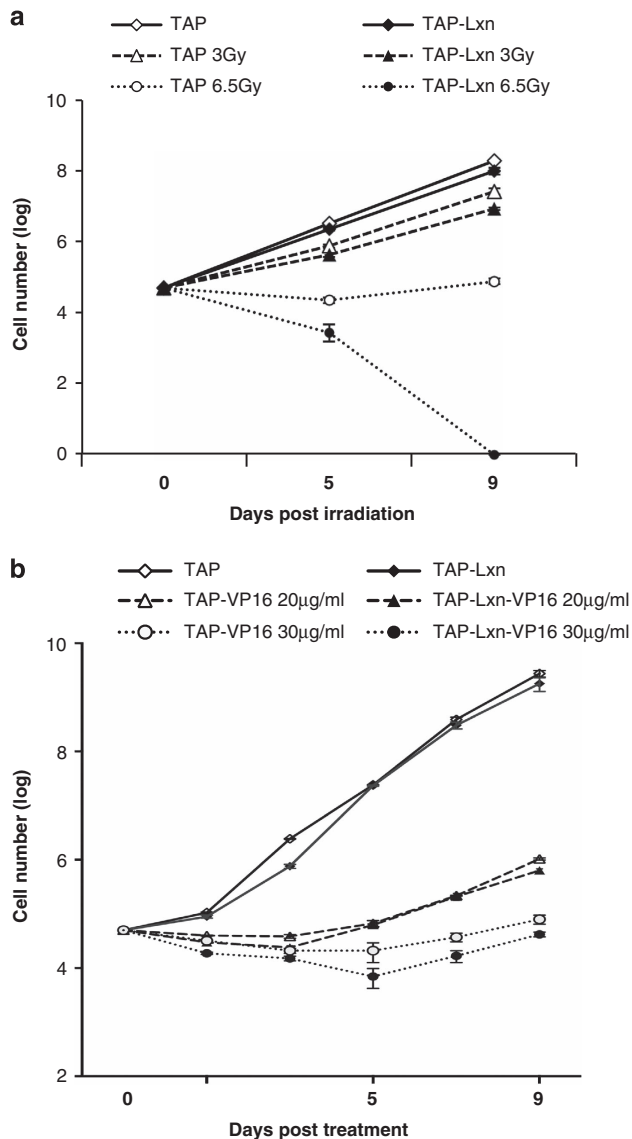 a
TAP
TAP-Lxn
TAP 3Gy
TAP-Lxn 3Gy
TAP 6.5Gy
TAP-Lxn 6.5Gy
10
8
6
4
2
0
Cell number (log)
0 5 9
Days post irradiation
b
TAP
TAP-Lxn
TAP-VP16 20μg/ml
TAP-Lxn-VP16 20μg/ml
TAP-VP16 30μg/ml
TAP-Lxn-VP16 30μg/ml
10
8
6
4
2
Cell number (log)
0 5 9
Days post treatment